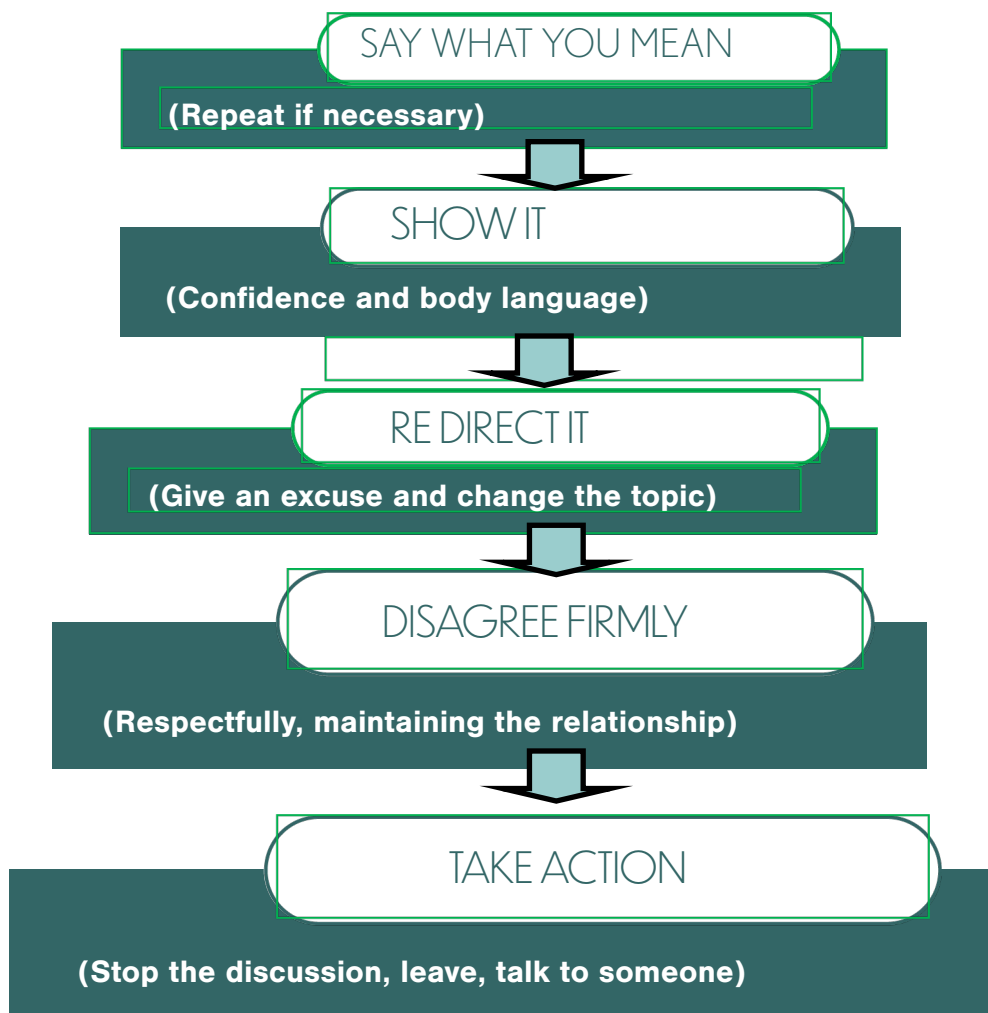 SAY WHAT YOU MEAN
(Repeat if necessary)
SHOW IT
(Confidence and body language)
RE DIRECT IT
(Give an excuse and change the topic)
DISAGREE FIRMLY
(Respectfully, maintaining the relationship)
TAKE ACTION
(Stop the discussion, leave, talk to someone)